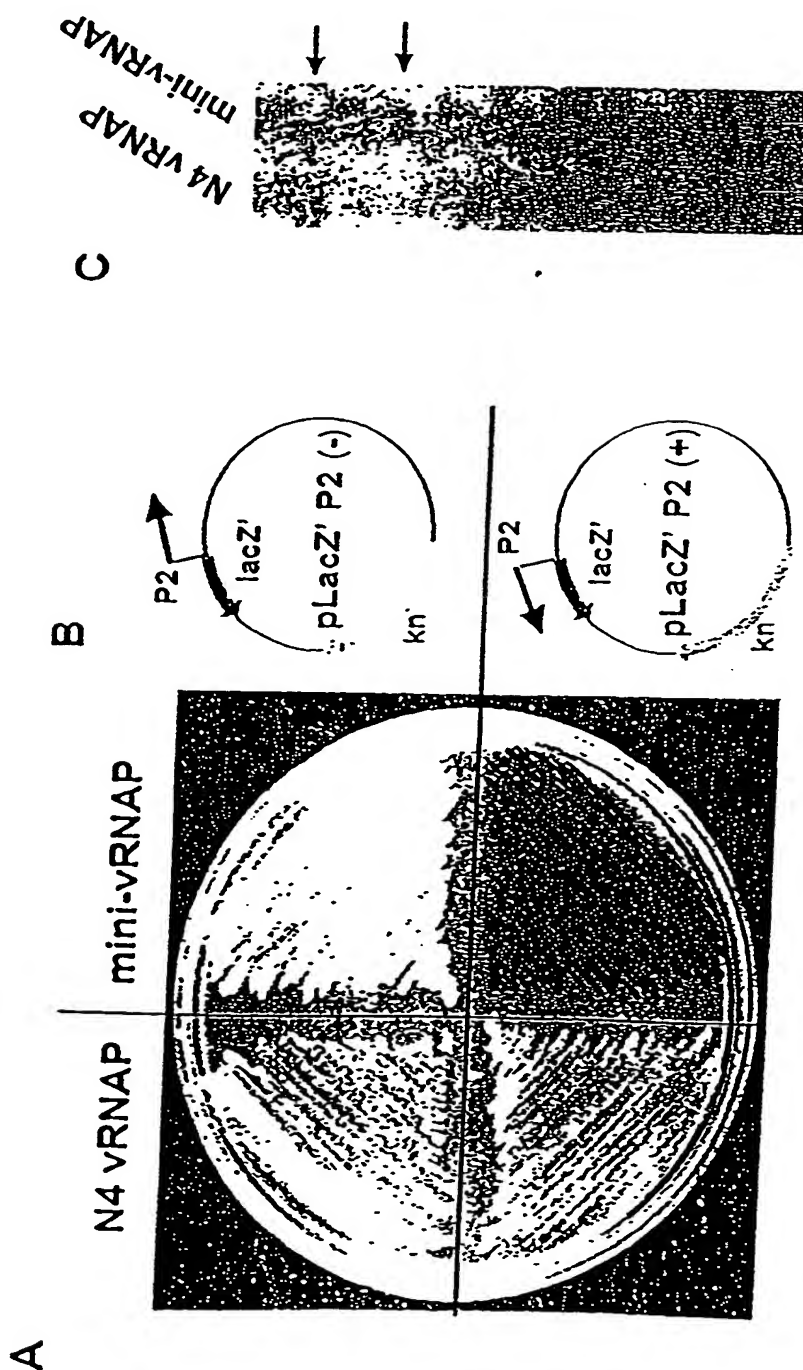 A
N4 vRNAP
mini-vRNAP
B
P2
lacZ'
pLacZ' P2 (-)
kn
P2
lacZ'
pLacZ' P2 (+)
kn
C
N4 vRNAP
mini-vRNAP